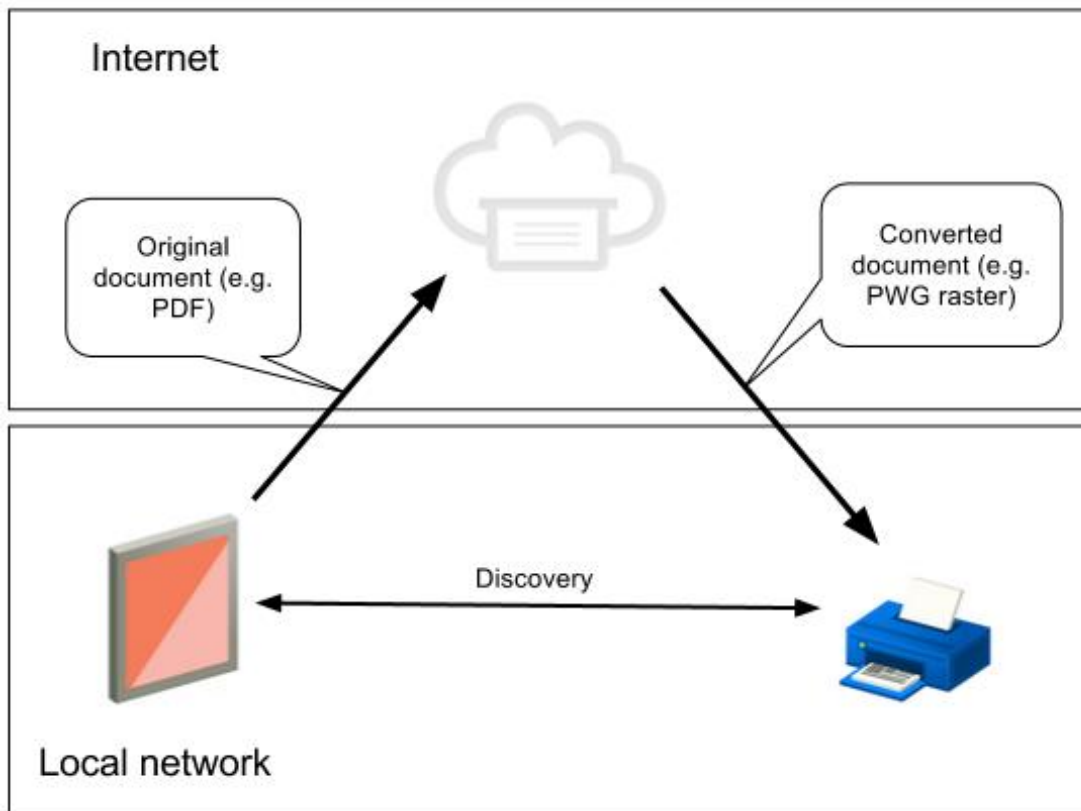 Internet
Original
document (e.g.
PDF)
Converted
document (e.g.
PWG raster)
Discovery
Local network